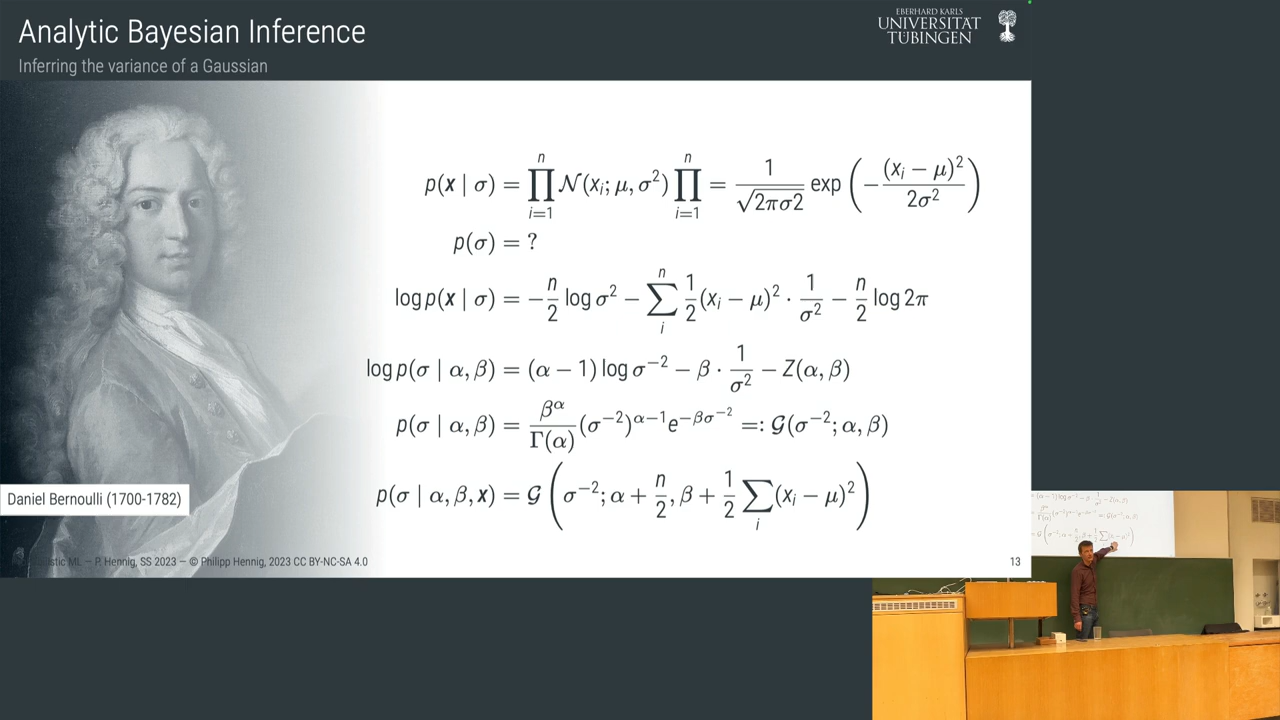 Analytic Bayesian Inference
Inferring the variance of a Gaussian
EBERHARD KARLS
UNIVERSITÄT
TÜBINGEN
p(x | σ) = ∏_{i=1}^{n} 𝒩(x_i; μ, σ²) ∏_{i=1}^{n} = 1/√(2πσ2) exp(−(x_i − μ)²/(2σ²))
p(σ) = ?
log p(x | σ) = −n/2 log σ² − ∑_i^n 1/2 (x_i − μ)² · 1/σ² − n/2 log 2π
log p(σ | α, β) = (α − 1) log σ⁻² − β · 1/σ² − Z(α, β)
p(σ | α, β) = β^α/Γ(α) (σ⁻²)^{α−1} e^{−βσ⁻²} =: 𝒢(σ⁻²; α, β)
p(σ | α, β, x) = 𝒢(σ⁻²; α + n/2, β + 1/2 ∑_i (x_i − μ)²)
Daniel Bernoulli (1700-1782)
ML — P. Hennig, SS 2023 — © Philipp Hennig, 2023 CC BY-NC-SA 4.0
13